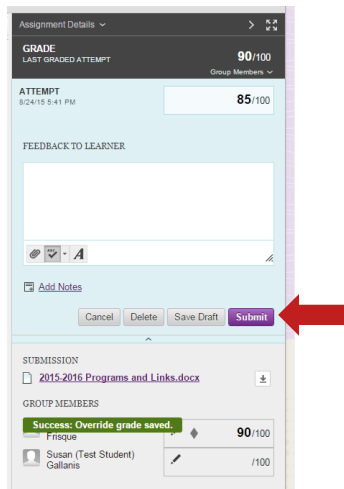 Assignment Details
GRADE
LAST GRADED ATTEMPT
90/100
Group Members
ATTEMPT
8/24/15 5:41 PM
85/100
FEEDBACK TO LEARNER
ABC
A
Add Notes
Cancel Delete Save Draft Submit
SUBMISSION
2015-2016 Programs and Links.docx
GROUP MEMBERS
Success: Override grade saved.
Frisque
90/100
Susan (Test Student)
Gallanis
/100